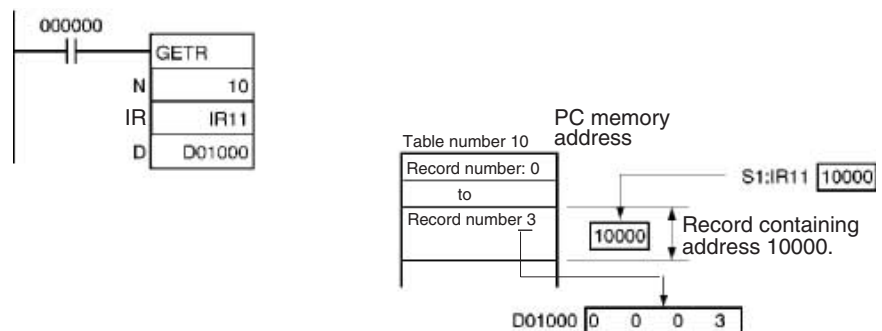 000000
GETR
N 10
IR IR11
D D01000
PC memory
address
Table number 10
Record number: 0
to
Record number 3
S1:IR11 10000
10000
Record containing
address 10000.
D01000 0 0 0 3